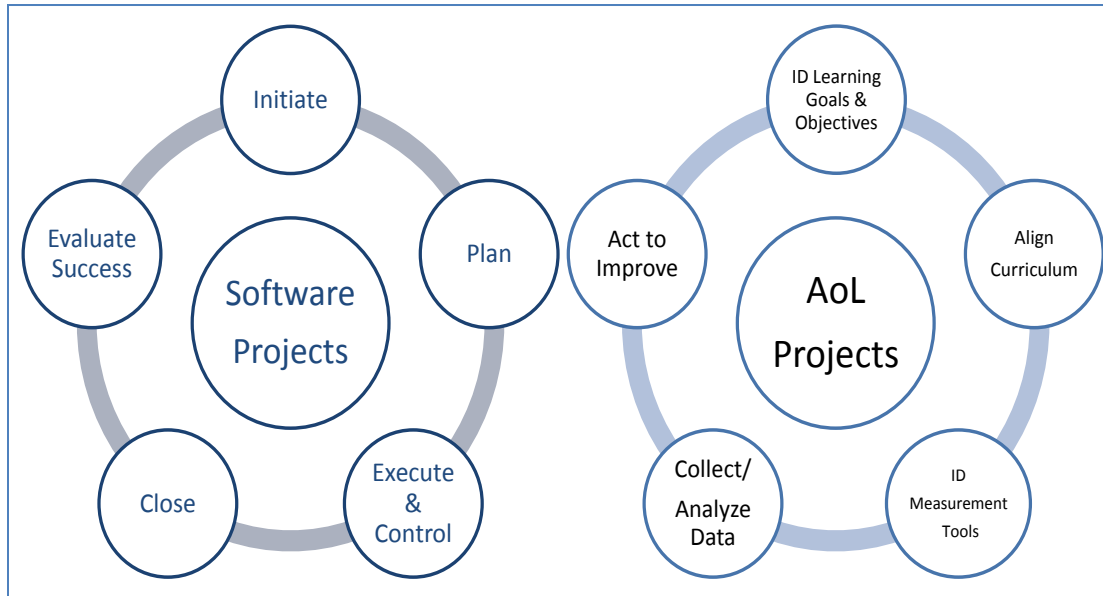 Initiate
Plan
Execute
&
Control
Close
Evaluate
Success
Software
Projects
ID Learning
Goals &
Objectives
Align
Curriculum
ID
Measurement
Tools
Collect/
Analyze
Data
Act to
Improve
AoL
Projects